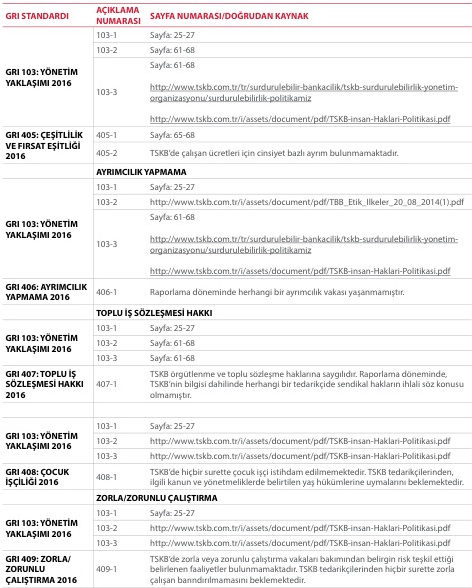 GRI STANDARDI
AÇIKLAMA
NUMARASI
SAYFA NUMARASI/DOĞRUDAN KAYNAK
GRI 103: YÖNETİM
YAKLAŞIMI 2016
103-1 Sayfa: 25-27
103-2 Sayfa: 61-68
103-3
Sayfa: 61-68
http://www.tskb.com.tr/tr/surdurulebilir-bankacilik/tskb-surdurulebilirlik-yonetim-
organizasyonu/surdurulebilirlik-politikamiz
http://www.tskb.com.tr/i/assets/document/pdf/TSKB-insan-Haklari-Politikasi.pdf
GRI 405: ÇEŞİTLİLİK
VE FIRSAT EŞİTLİĞİ
2016
405-1 Sayfa: 65-68
405-2 TSKB’de çalışan ücretleri için cinsiyet bazlı ayrım bulunmamaktadır.
AYRIMCILIK YAPMAMA
GRI 103: YÖNETİM
YAKLAŞIMI 2016
103-1 Sayfa: 25-27
103-2 http://www.tskb.com.tr/i/assets/document/pdf/TBB_Etik_Ilkeler_20_08_2014(1).pdf
103-3
Sayfa: 61-68
http://www.tskb.com.tr/tr/surdurulebilir-bankacilik/tskb-surdurulebilirlik-yonetim-
organizasyonu/surdurulebilirlik-politikamiz
http://www.tskb.com.tr/i/assets/document/pdf/TSKB-insan-Haklari-Politikasi.pdf
GRI 406: AYRIMCILIK
YAPMAMA 2016
406-1 Raporlama döneminde herhangi bir ayrımcılık vakası yaşanmamıştır.
TOPLU İŞ SÖZLEŞMESİ HAKKI
GRI 103: YÖNETİM
YAKLAŞIMI 2016
103-1 Sayfa: 25-27
103-2 Sayfa: 61-68
103-3 Sayfa: 61-68
GRI 407: TOPLU İŞ
SÖZLEŞMESİ HAKKI
2016
407-1
TSKB örgütlenme ve toplu sözleşme haklarına saygılıdır. Raporlama döneminde,
TSKB’nin bilgisi dahilinde herhangi bir tedarikçide sendikal hakların ihlali söz konusu
olmamıştır.
GRI 103: YÖNETİM
YAKLAŞIMI 2016
103-1 Sayfa: 25-27
103-2 http://www.tskb.com.tr/i/assets/document/pdf/TSKB-insan-Haklari-Politikasi.pdf
103-3 http://www.tskb.com.tr/i/assets/document/pdf/TSKB-insan-Haklari-Politikasi.pdf
GRI 408: ÇOCUK
İŞÇİLİĞİ 2016
408-1
TSKB’de hiçbir surette çocuk işçi istihdam edilmemektedir. TSKB tedarikçilerinden,
ilgili kanun ve yönetmeliklerde belirtilen yaş hükümlerine uymalarını beklemektedir.
ZORLA/ZORUNLU ÇALIŞTIRMA
GRI 103: YÖNETİM
YAKLAŞIMI 2016
103-1 Sayfa: 25-27
103-2 http://www.tskb.com.tr/i/assets/document/pdf/TSKB-insan-Haklari-Politikasi.pdf
103-3 http://www.tskb.com.tr/i/assets/document/pdf/TSKB-insan-Haklari-Politikasi.pdf
GRI 409: ZORLA/
ZORUNLU
ÇALIŞTIRMA 2016
409-1
TSKB’de zorla veya zorunlu çalıştırma vakaları bakımından belirgin risk teşkil ettiği
belirlenen faaliyetler bulunmamaktadır. TSKB tedarikçilerinden hiçbir surette zorla
çalışan barındırılmamasını beklemektedir.